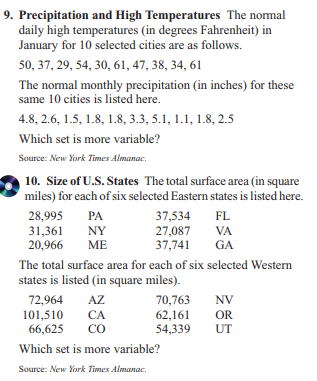 9. Precipitation and High Temperatures The normal
daily high temperatures (in degrees Fahrenheit) in
January for 10 selected cities are as follows.
50, 37, 29, 54, 30, 61, 47, 38, 34, 61
The normal monthly precipitation (in inches) for these
same 10 cities is listed here.
4.8, 2.6, 1.5, 1.8, 1.8, 3.3, 5.1, 1.1, 1.8, 2.5
Which set is more variable?
Source: New York Times Almanac.
10. Size of U.S. States The total surface area (in square
miles) for each of six selected Eastern states is listed here.
28,995 PA 37,534 FL
31,361 NY 27,087 VA
20,966 ME 37,741 GA
The total surface area for each of six selected Western
states is listed (in square miles).
72,964 AZ 70,763 NV
101,510 CA 62,161 OR
66,625 CO 54,339 UT
Which set is more variable?
Source: New York Times Almanac.